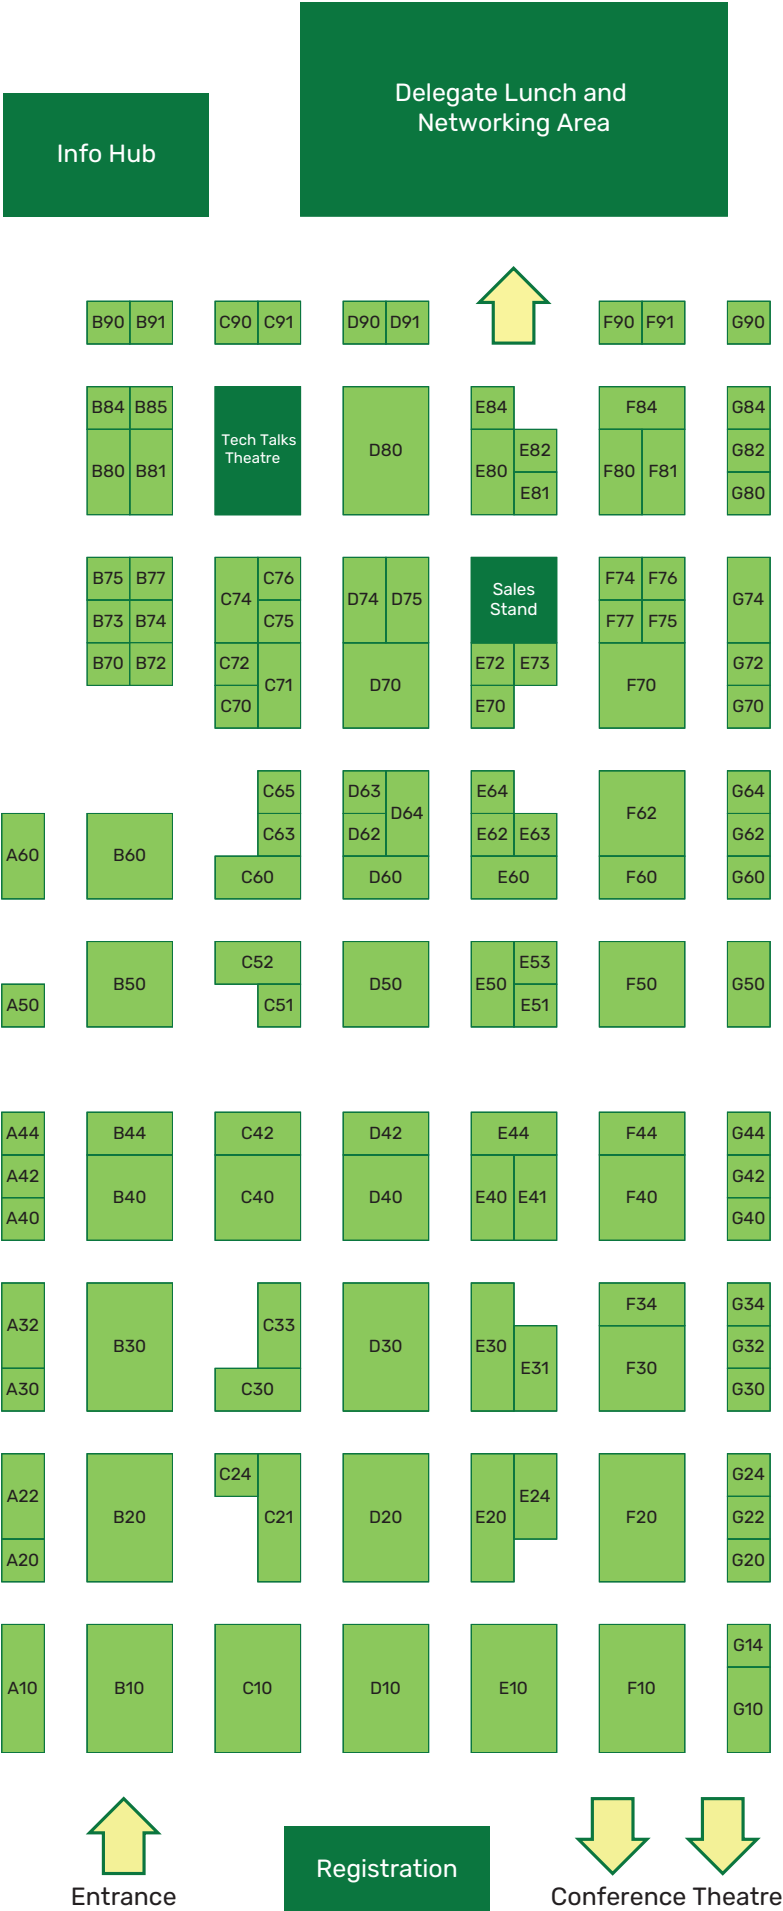 Delegate Lunch and
Networking Area
Info Hub
B90 B91 C90 C91 D90 D91 F90 F91 G90
B84 B85 E84 F84 G84
Tech Talks
Theatre
D80 E82 G82
B80 B81 E80 F80 F81
E81 G80
B75 B77 C76 F74 F76
Sales
Stand
C74 D74 D75 G74
B73 B74 C75 F77 F75
B70 B72 C72 E72 E73 G72
C71 D70 F70
C70 E70 G70
C65 D63 E64 G64
D64 F62
C63 D62 E62 E63 G62
A60 B60
C60 D60 E60 F60 G60
C52 E53
B50 D50 E50 F50 G50
A50 C51 E51
A44 B44 C42 D42 E44 F44 G44
A42 G42
B40 C40 D40 E40 E41 F40
A40 G40
F34 G34
A32 C33
B30 D30 E30 G32
E31 F30
A30 C30 G30
C24 G24
A22 E24
B20 C21 D20 E20 F20 G22
A20 G20
G14
A10 B10 C10 D10 E10 F10
G10
Registration
Entrance
Conference Theatre